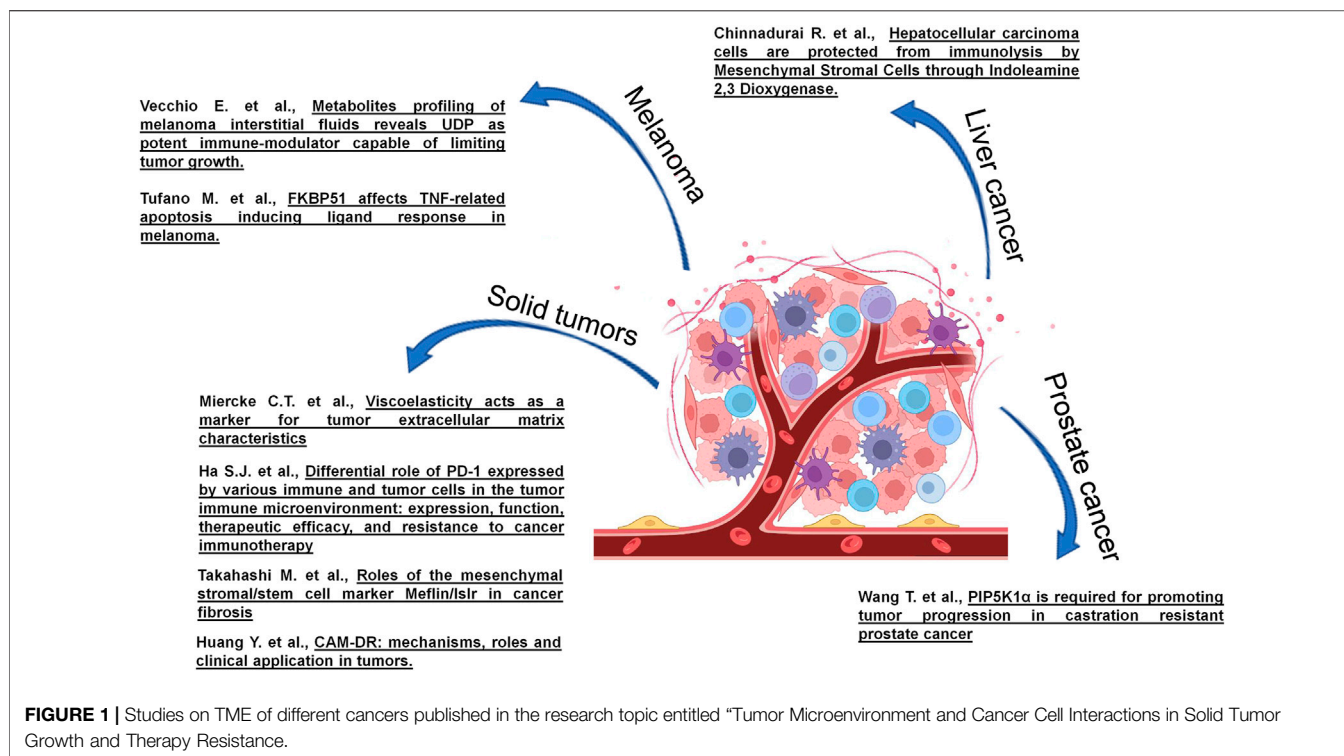 Chinnadurai R. et al., Hepatocellular carcinoma
cells are protected from immunolysis by
Mesenchymal Stromal Cells through Indoleamine
2,3 Dioxygenase.
Melanoma
Liver cancer
Vecchio E. et al., Metabolites profiling of
melanoma interstitial fluids reveals UDP as
potent immune-modulator capable of limiting
tumor growth.
Tufano M. et al., FKBP51 affects TNF-related
apoptosis inducing ligand response in
melanoma.
Solid tumors
Prostate cancer
Miercke C.T. et al., Viscoelasticity acts as a
marker for tumor extracellular matrix
characteristics
Ha S.J. et al., Differential role of PD-1 expressed
by various immune and tumor cells in the tumor
immune microenvironment: expression, function,
therapeutic efficacy, and resistance to cancer
immunotherapy
Takahashi M. et al., Roles of the mesenchymal
stromal/stem cell marker Meflin/Islr in cancer
fibrosis
Huang Y. et al., CAM-DR: mechanisms, roles and
clinical application in tumors.
Wang T. et al., PIP5K1α is required for promoting
tumor progression in castration resistant
prostate cancer
FIGURE 1 | Studies on TME of different cancers published in the research topic entitled “Tumor Microenvironment and Cancer Cell Interactions in Solid Tumor
Growth and Therapy Resistance.